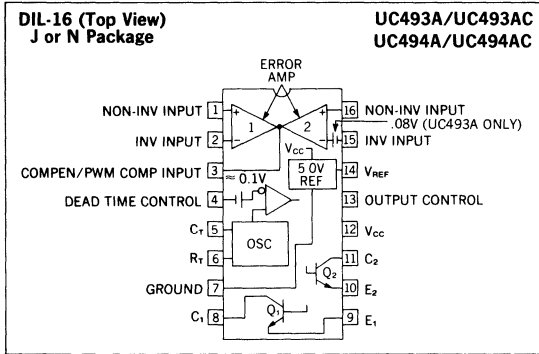 DIL-16 (Top View)
J or N Package
UC493A/UC493AC
UC494A/UC494AC
ERROR
AMP
NON-INV INPUT 1
+ 1 -
INV INPUT 2
COMPEN/PWM COMP INPUT 3
≈ 0.1V
DEAD TIME CONTROL 4
CT 5
RT 6
OSC
GROUND 7
C1 8
Q1
+ 2 -
16 NON-INV INPUT
.08V (UC493A ONLY)
15 INV INPUT
VCC
5.0V
REF
14 VREF
13 OUTPUT CONTROL
12 VCC
11 C2
Q2
10 E2
9 E1